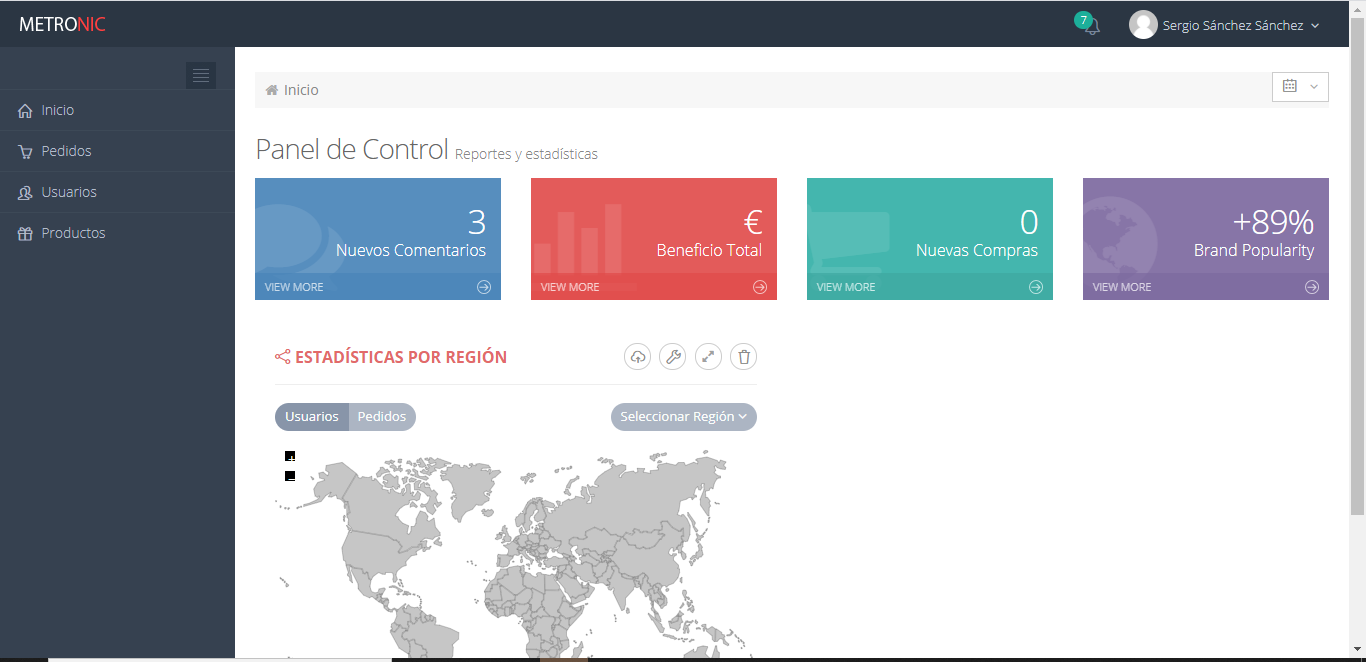 METRONIC
7
Sergio Sánchez Sánchez
Inicio
Pedidos
Usuarios
Productos
Inicio
Panel de Control Reportes y estadísticas
3
Nuevos Comentarios
VIEW MORE
€
Beneficio Total
VIEW MORE
0
Nuevas Compras
VIEW MORE
+89%
Brand Popularity
VIEW MORE
ESTADÍSTICAS POR REGIÓN
Usuarios Pedidos
Seleccionar Región
+
−